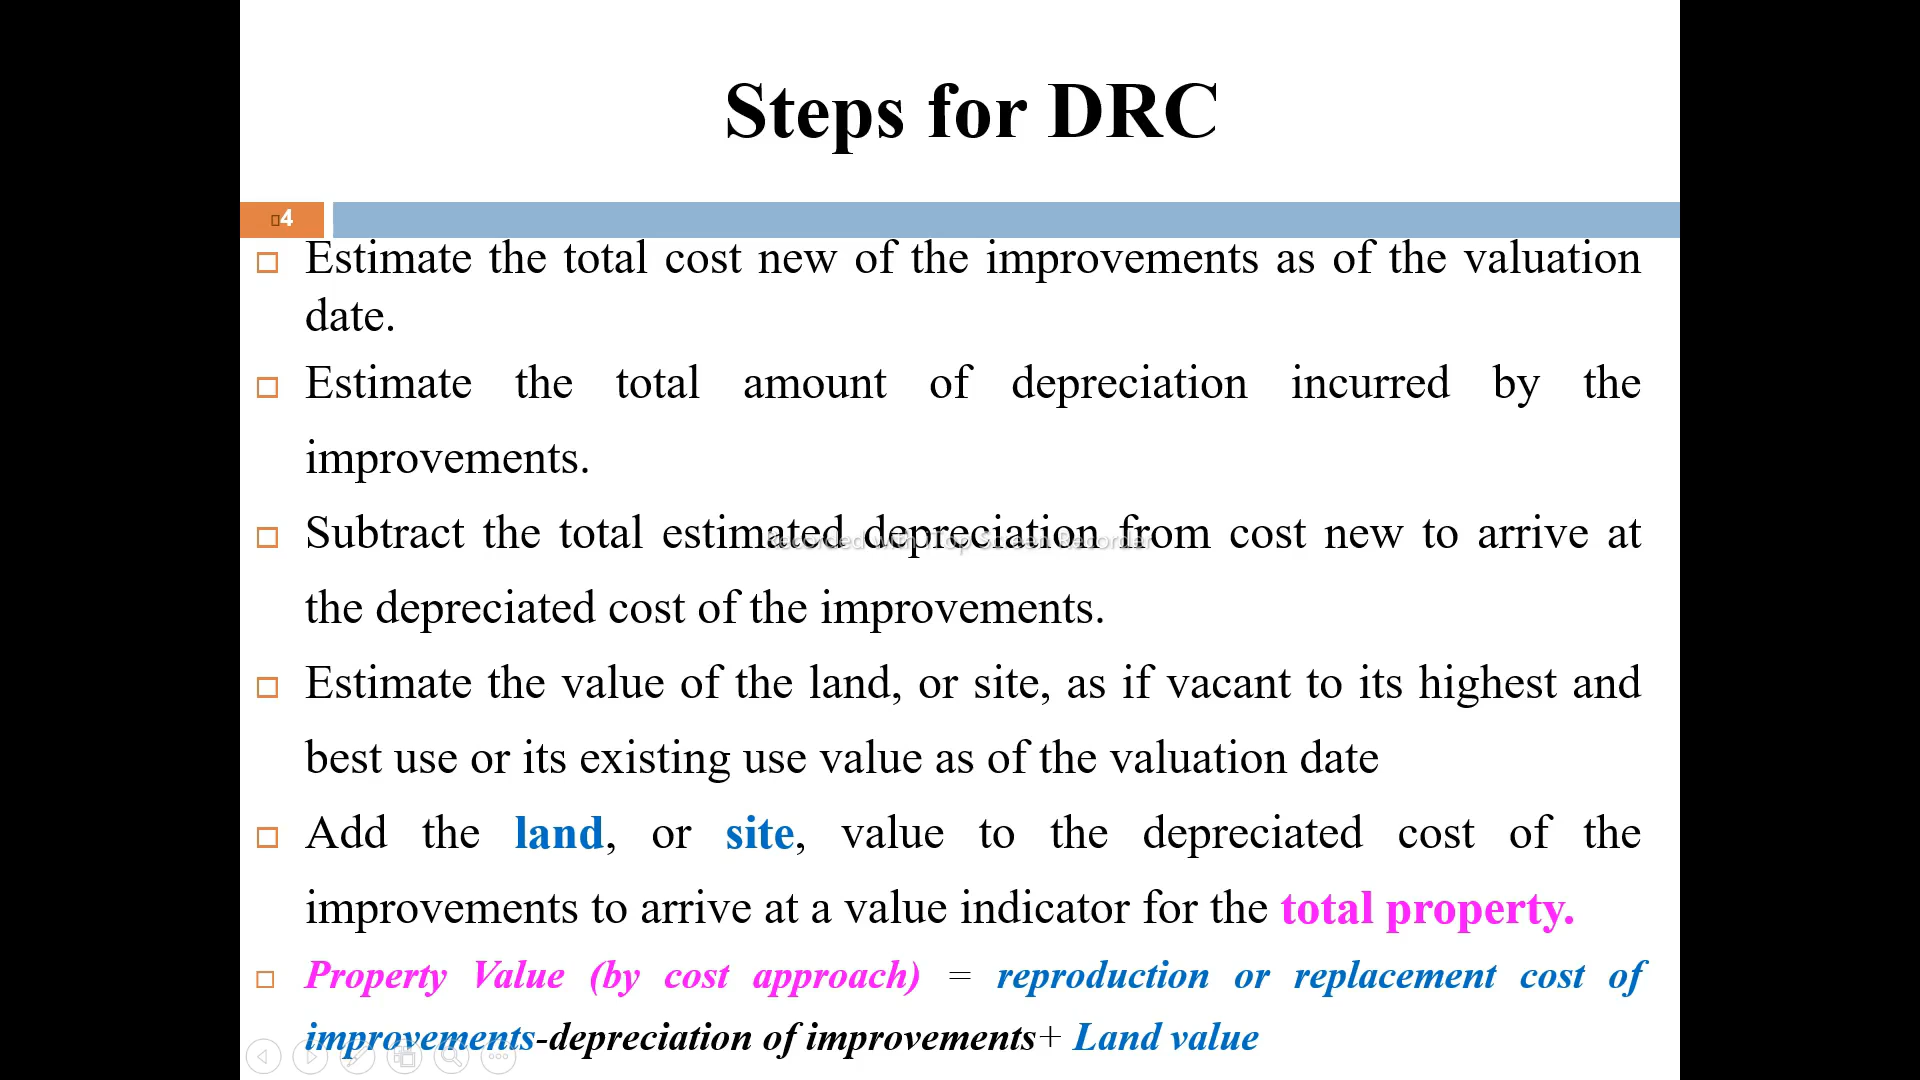 Steps for DRC
4
Estimate the total cost new of the improvements as of the valuation
date.
Estimate the total amount of depreciation incurred by the
improvements.
Subtract the total estimated depreciation from cost new to arrive at
Recorded with iTop Screen Recorder
the depreciated cost of the improvements.
Estimate the value of the land, or site, as if vacant to its highest and
best use or its existing use value as of the valuation date
Add the land, or site, value to the depreciated cost of the
improvements to arrive at a value indicator for the total property.
Property Value (by cost approach) = reproduction or replacement cost of
improvements-depreciation of improvements+ Land value